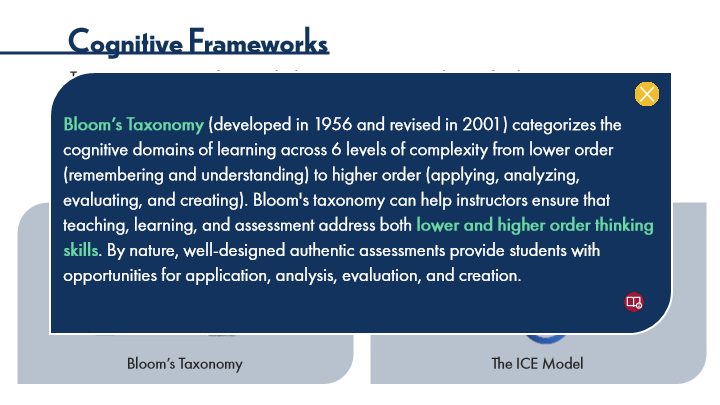 Cognitive Frameworks
Bloom's Taxonomy (developed in 1956 and revised in 2001) categorizes the
cognitive domains of learning across 6 levels of complexity from lower order
(remembering and understanding) to higher order (applying, analyzing,
evaluating, and creating). Bloom's taxonomy can help instructors ensure that
teaching, learning, and assessment address both lower and higher order thinking
skills. By nature, well-designed authentic assessments provide students with
opportunities for application, analysis, evaluation, and creation.
Bloom's Taxonomy
The ICE Model